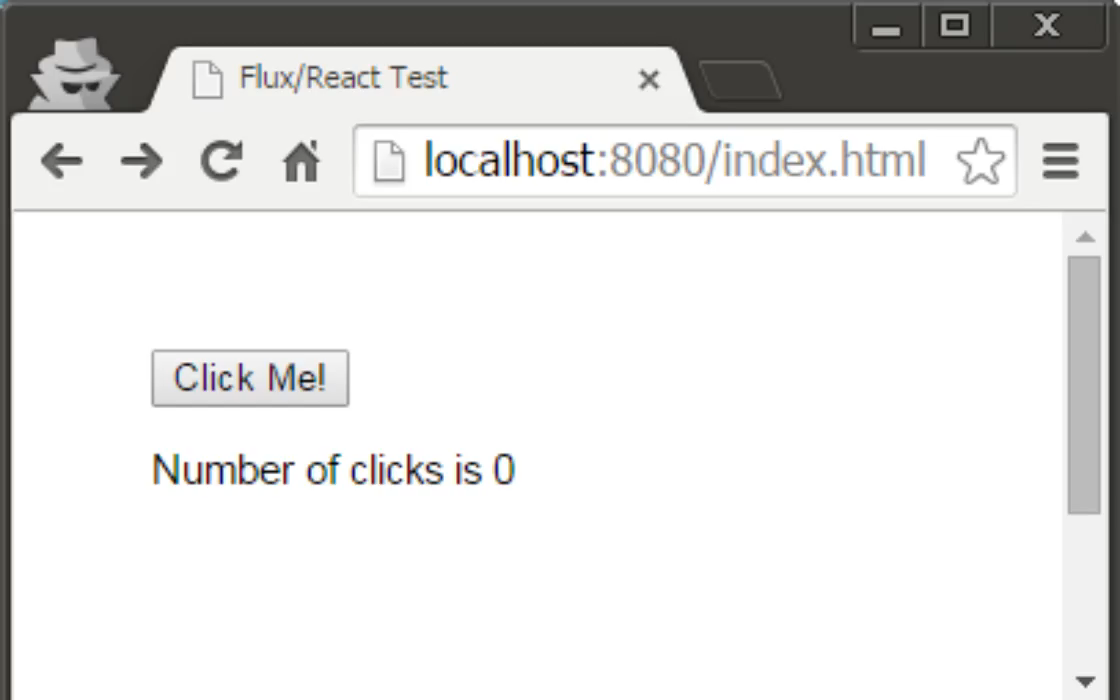 Flux/React Test
localhost:8080/index.html
Click Me!
Number of clicks is 0